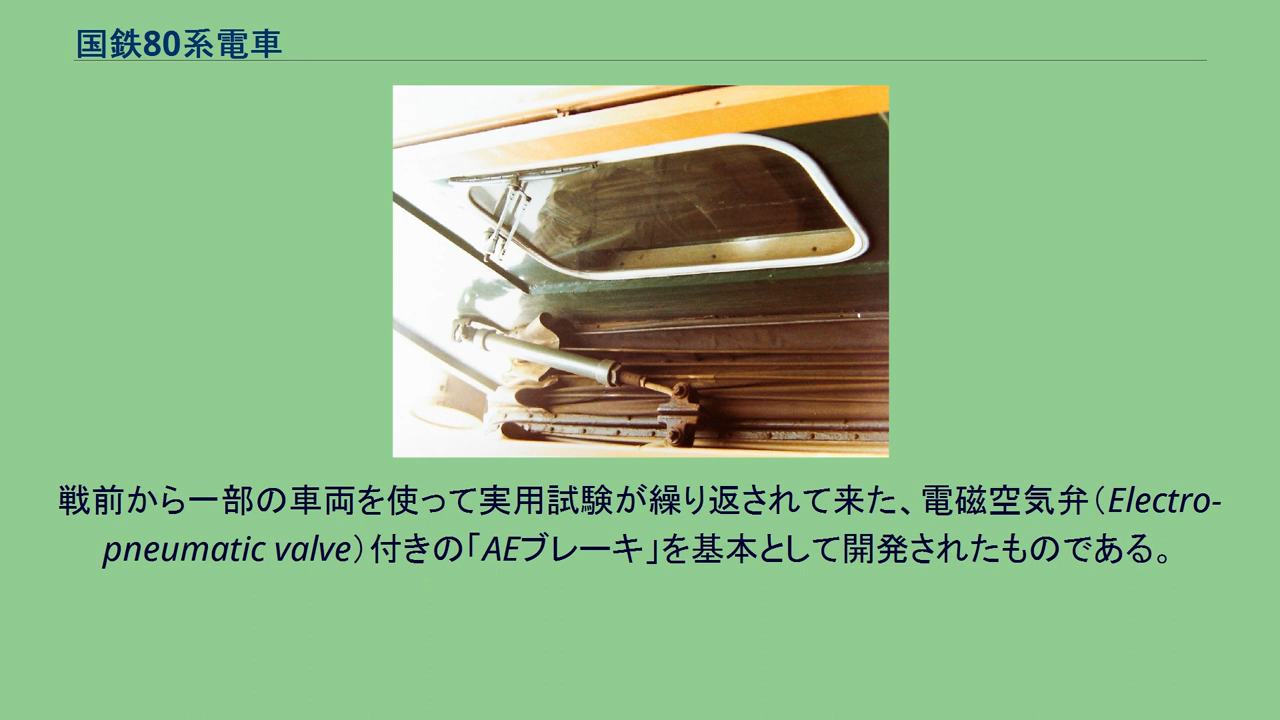 国鉄80系電車
戦前から一部の車両を使って実用試験が繰り返されて来た、電磁空気弁（Electro-
pneumatic valve）付きの「AEブレーキ」を基本として開発されたものである。